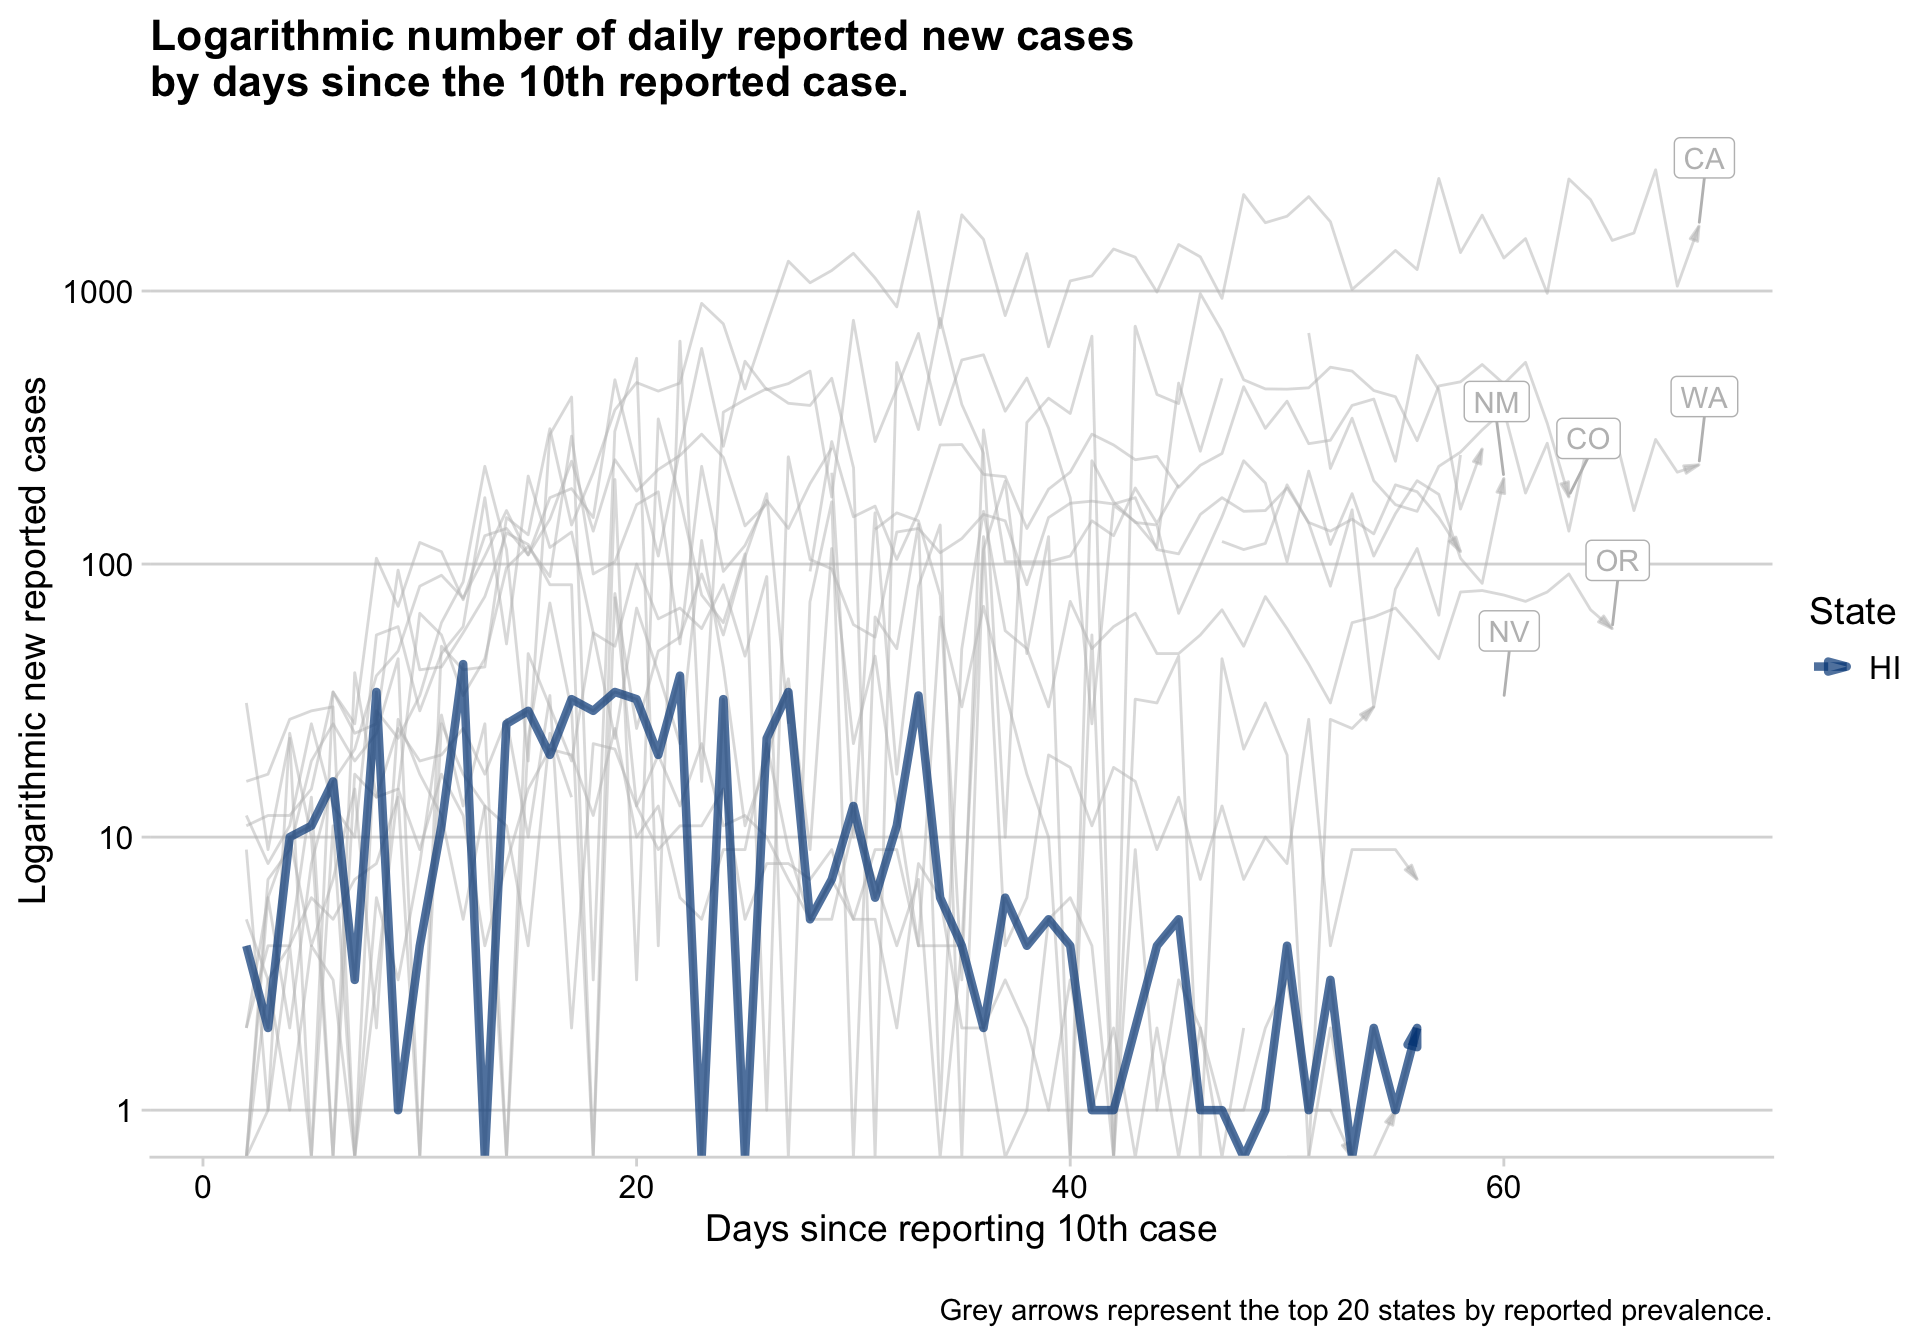 Logarithmic number of daily reported new cases
by days since the 10th reported case.
Logarithmic new reported cases
1000
100
10
1
CA
WA
NM
CO
OR
NV
State
HI
0
20
40
60
Days since reporting 10th case
Grey arrows represent the top 20 states by reported prevalence.